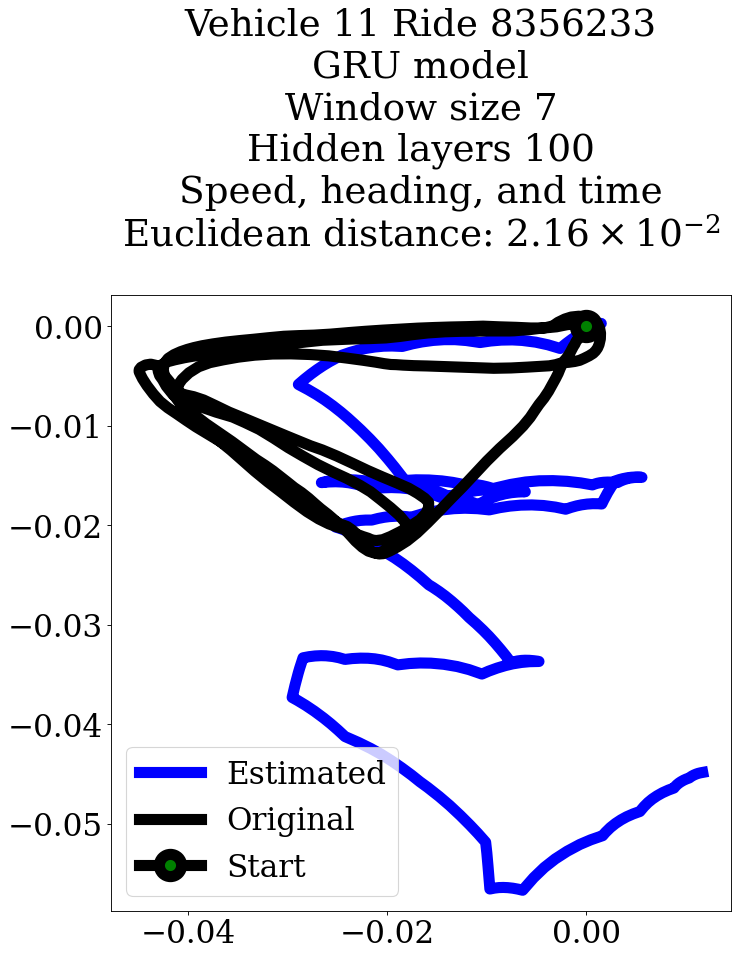 Vehicle 11 Ride 8356233
GRU model
Window size 7
Hidden layers 100
Speed, heading, and time
Euclidean distance: 2.16 × 10⁻²
0.00
−0.01
−0.02
−0.03
−0.04
−0.05
Estimated
Original
Start
−0.04 −0.02 0.00